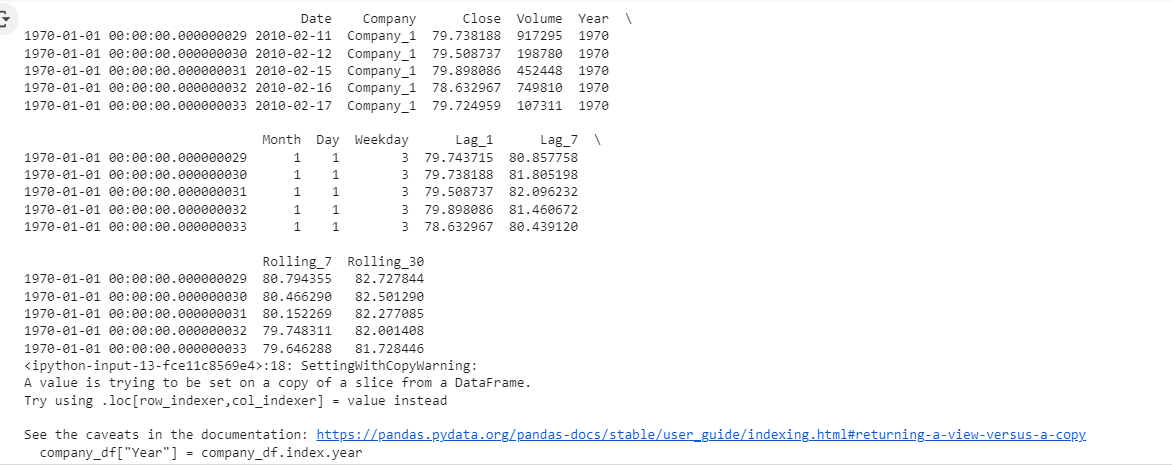 Date Company Close Volume Year \
1970-01-01 00:00:00.000000029 2010-02-11 Company_1 79.738188 917295 1970
1970-01-01 00:00:00.000000030 2010-02-12 Company_1 79.508737 198780 1970
1970-01-01 00:00:00.000000031 2010-02-15 Company_1 79.898086 452448 1970
1970-01-01 00:00:00.000000032 2010-02-16 Company_1 78.632967 749810 1970
1970-01-01 00:00:00.000000033 2010-02-17 Company_1 79.724959 107311 1970
Month Day Weekday Lag_1 Lag_7 \
1970-01-01 00:00:00.000000029 1 1 3 79.743715 80.857758
1970-01-01 00:00:00.000000030 1 1 3 79.738188 81.805198
1970-01-01 00:00:00.000000031 1 1 3 79.508737 82.096232
1970-01-01 00:00:00.000000032 1 1 3 79.898086 81.460672
1970-01-01 00:00:00.000000033 1 1 3 78.632967 80.439120
Rolling_7 Rolling_30
1970-01-01 00:00:00.000000029 80.794355 82.727844
1970-01-01 00:00:00.000000030 80.466290 82.501290
1970-01-01 00:00:00.000000031 80.152269 82.277085
1970-01-01 00:00:00.000000032 79.748311 82.001408
1970-01-01 00:00:00.000000033 79.646288 81.728446
<ipython-input-13-fce11c8569e4>:18: SettingWithCopyWarning:
A value is trying to be set on a copy of a slice from a DataFrame.
Try using .loc[row_indexer,col_indexer] = value instead
See the caveats in the documentation: https://pandas.pydata.org/pandas-docs/stable/user_guide/indexing.html#returning-a-view-versus-a-copy
company_df["Year"] = company_df.index.year